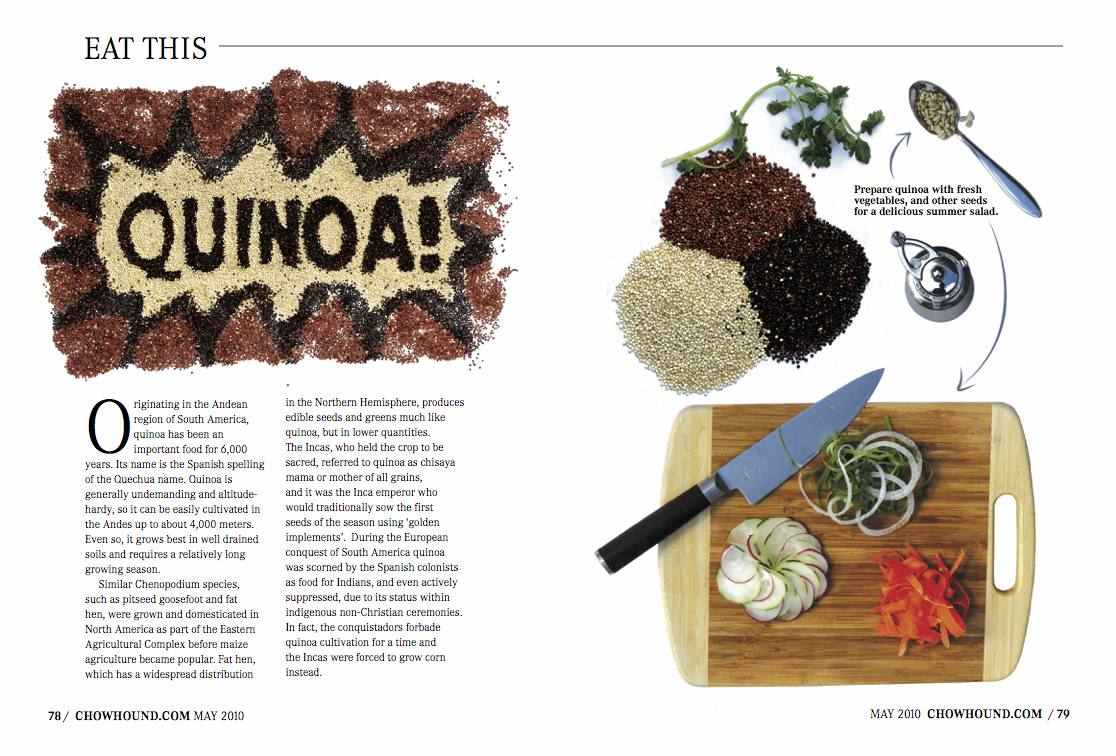 EAT THIS
QUINOA!
Originating in the Andean
region of South America,
quinoa has been an
important food for 6,000
years. Its name is the Spanish spelling
of the Quechua name. Quinoa is
generally undemanding and altitude-
hardy, so it can be easily cultivated in
the Andes up to about 4,000 meters.
Even so, it grows best in well drained
soils and requires a relatively long
growing season.
Similar Chenopodium species,
such as pitseed goosefoot and fat
hen, were grown and domesticated in
North America as part of the Eastern
Agricultural Complex before maize
agriculture became popular. Fat hen,
which has a widespread distribution
in the Northern Hemisphere, produces
edible seeds and greens much like
quinoa, but in lower quantities.
The Incas, who held the crop to be
sacred, referred to quinoa as chisaya
mama or mother of all grains,
and it was the Inca emperor who
would traditionally sow the first
seeds of the season using ‘golden
implements’. During the European
conquest of South America quinoa
was scorned by the Spanish colonists
as food for Indians, and even actively
suppressed, due to its status within
indigenous non-Christian ceremonies.
In fact, the conquistadors forbade
quinoa cultivation for a time and
the Incas were forced to grow corn
instead.
Prepare quinoa with fresh
vegetables, and other seeds
for a delicious summer salad.
78 / CHOWHOUND.COM MAY 2010
MAY 2010 CHOWHOUND.COM / 79